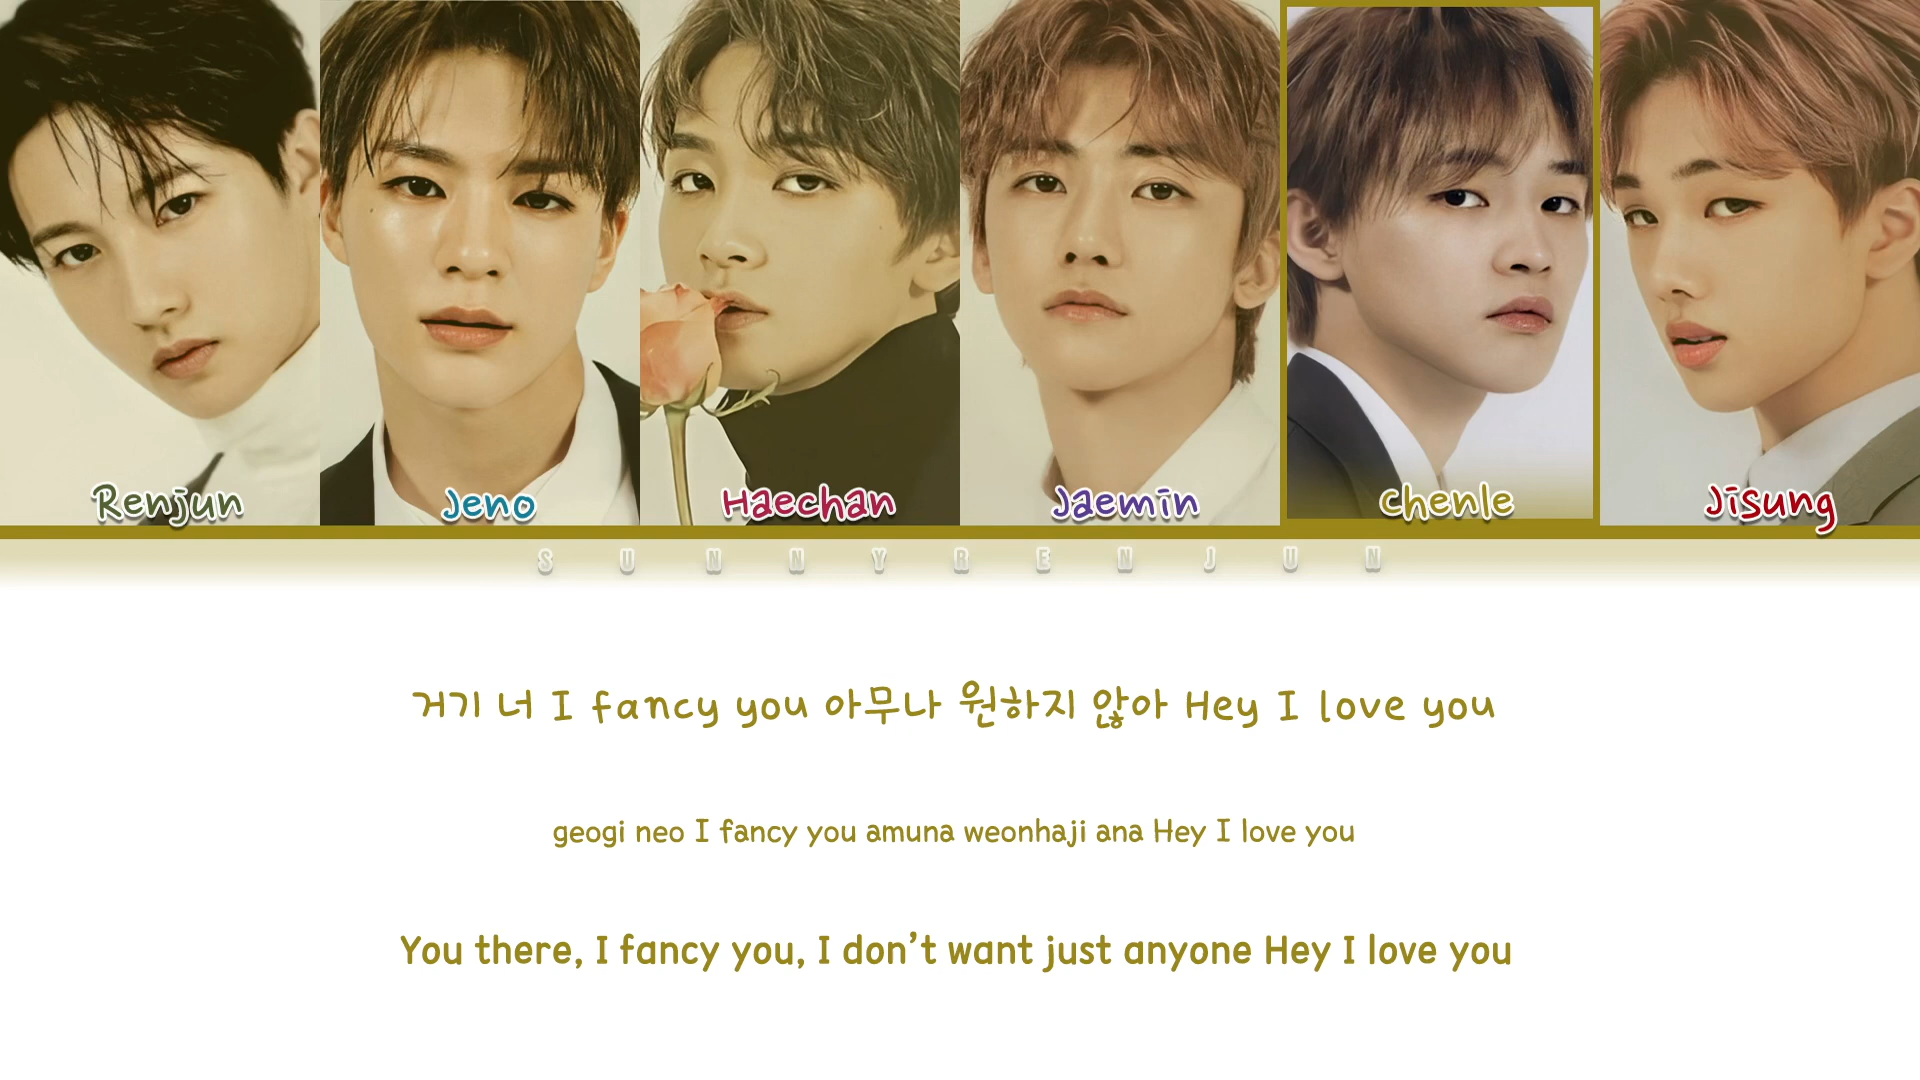 Renjun Jeno Haechan Jaemin Chenle Jisung
SUNNYRENJUN
거기 너 I fancy you 아무나 원하지 않아 Hey I love you
geogi neo I fancy you amuna weonhaji ana Hey I love you
You there, I fancy you, I don't want just anyone Hey I love you